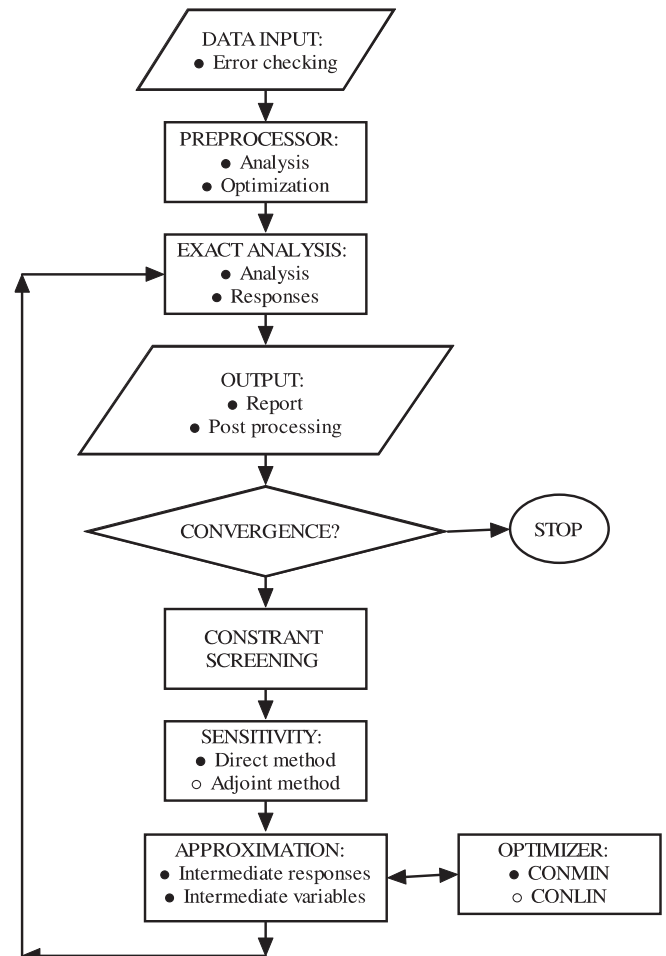 DATA INPUT:
● Error checking
PREPROCESSOR:
● Analysis
● Optimization
EXACT ANALYSIS:
● Analysis
● Responses
OUTPUT:
● Report
● Post processing
CONVERGENCE?
STOP
CONSTRANT
SCREENING
SENSITIVITY:
● Direct method
○ Adjoint method
APPROXIMATION:
● Intermediate responses
● Intermediate variables
OPTIMIZER:
● CONMIN
○ CONLIN